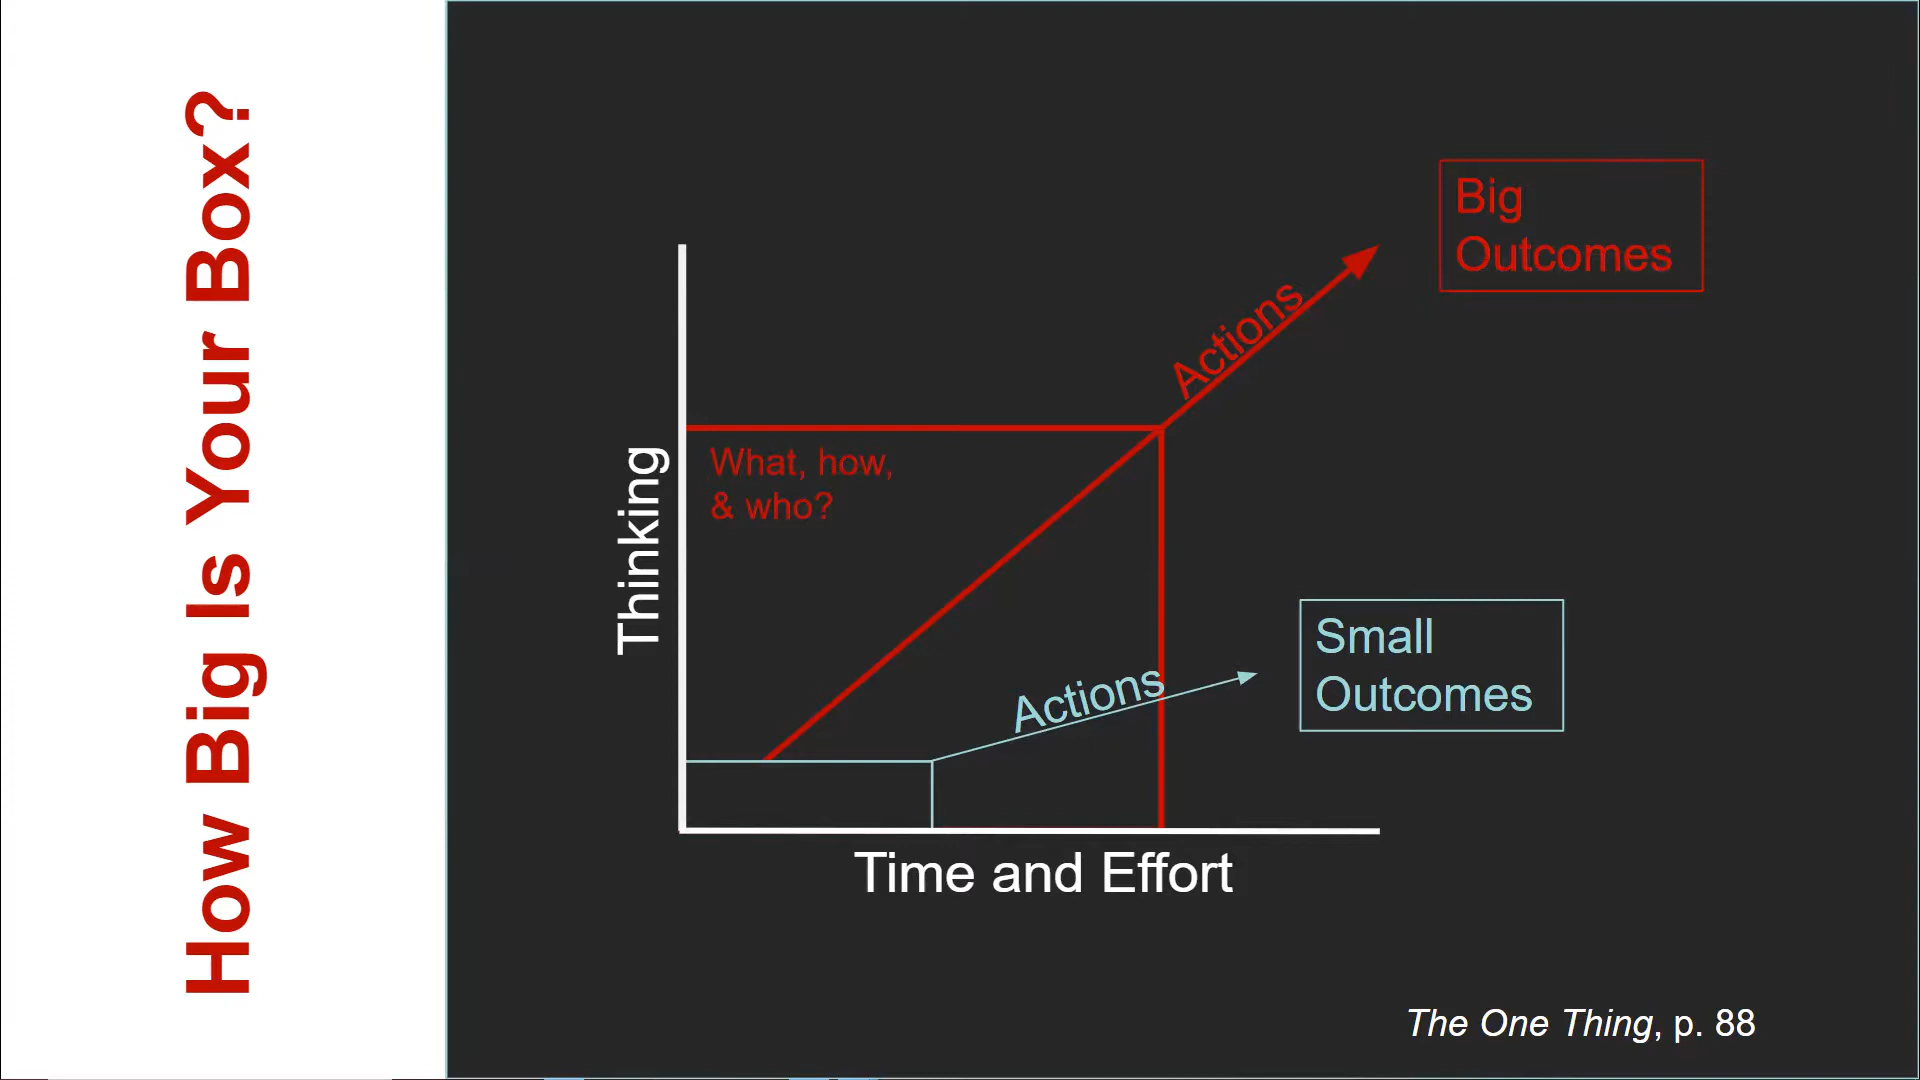 How Big Is Your Box?
Big
Outcomes
Actions
What, how,
& who?
Thinking
Small
Outcomes
Actions
Time and Effort
The One Thing, p. 88